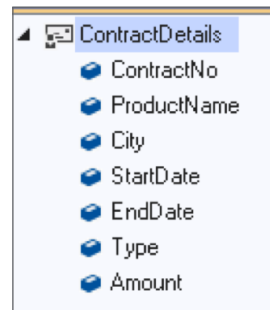 ContractDetails
ContractNo
ProductName
City
StartDate
EndDate
Type
Amount